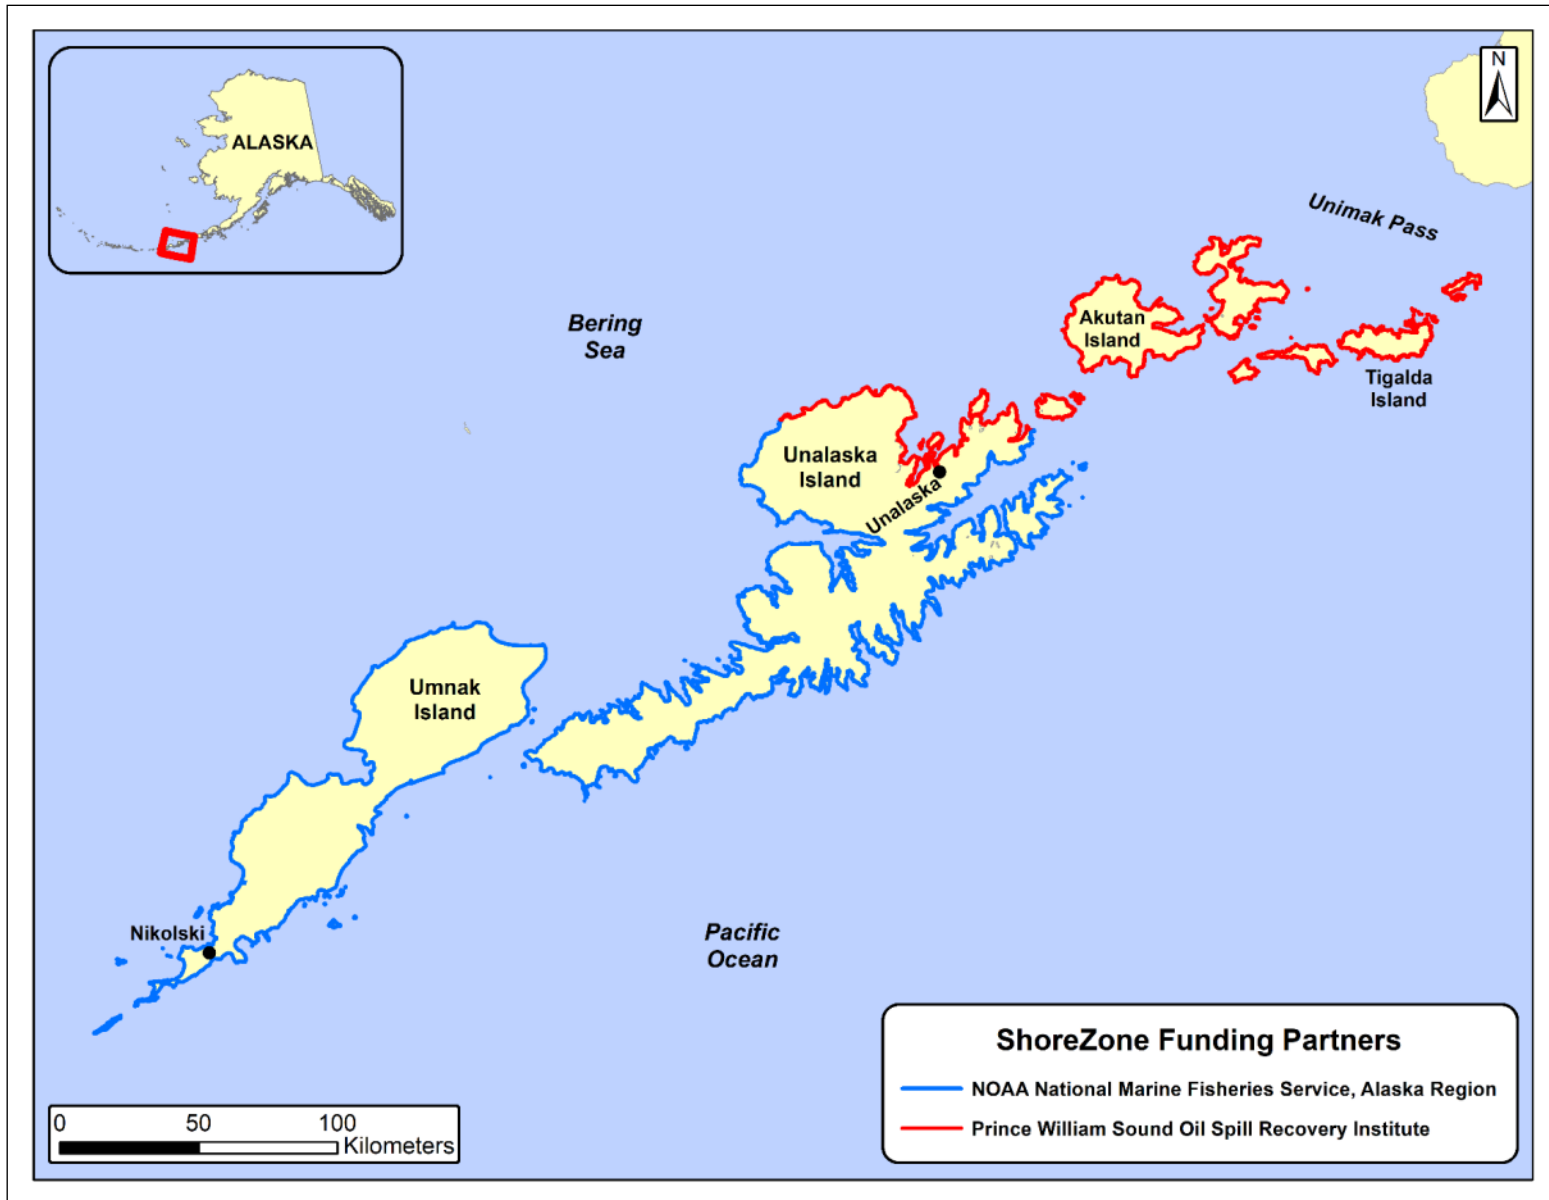 ALASKA
N
Unimak Pass
Bering
Sea
Akutan
Island
Tigalda
Island
Unalaska
Island
Unalaska
Umnak
Island
Nikolski
Pacific
Ocean
ShoreZone Funding Partners
NOAA National Marine Fisheries Service, Alaska Region
Prince William Sound Oil Spill Recovery Institute
0 50 100
Kilometers